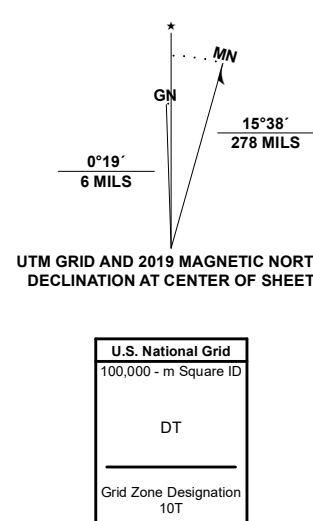 ★
MN
GN
15°38´
278 MILS
0°19´
6 MILS
UTM GRID AND 2019 MAGNETIC NORT
DECLINATION AT CENTER OF SHEET
U.S. National Grid
100,000 - m Square ID
DT
Grid Zone Designation
10T